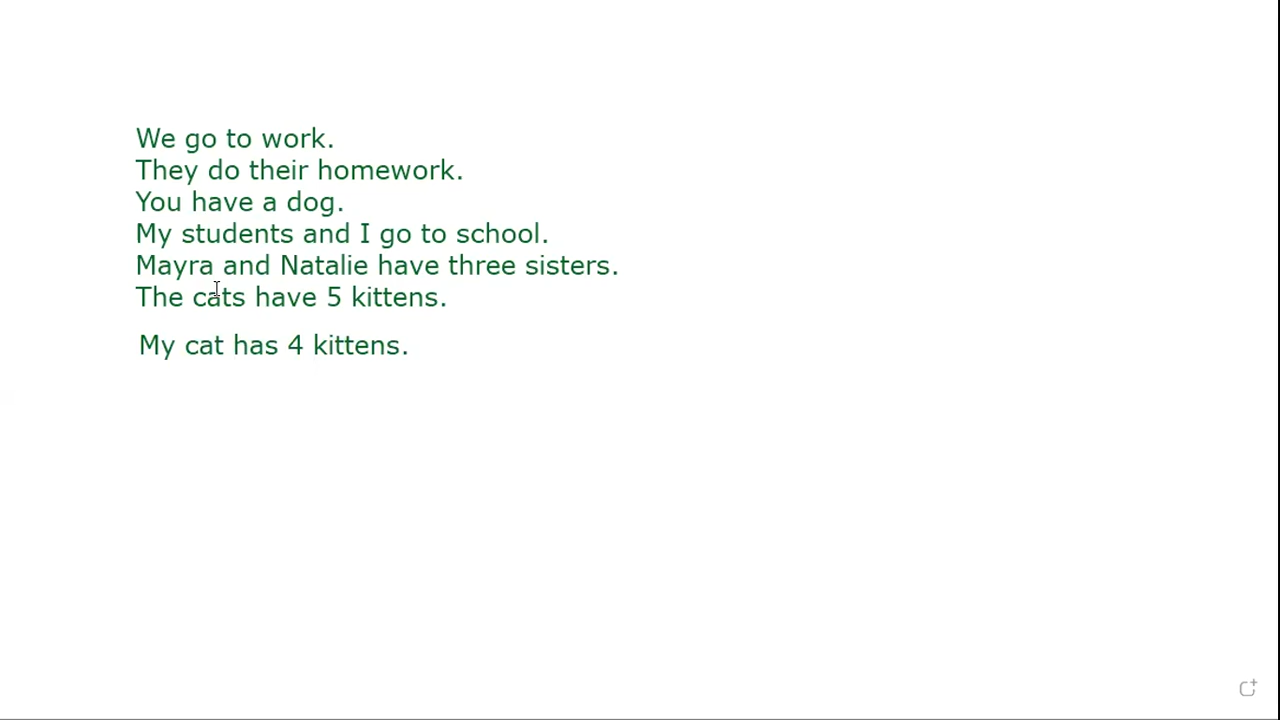 We go to work.
They do their homework.
You have a dog.
My students and I go to school.
Mayra and Natalie have three sisters.
The cats have 5 kittens.
My cat has 4 kittens.